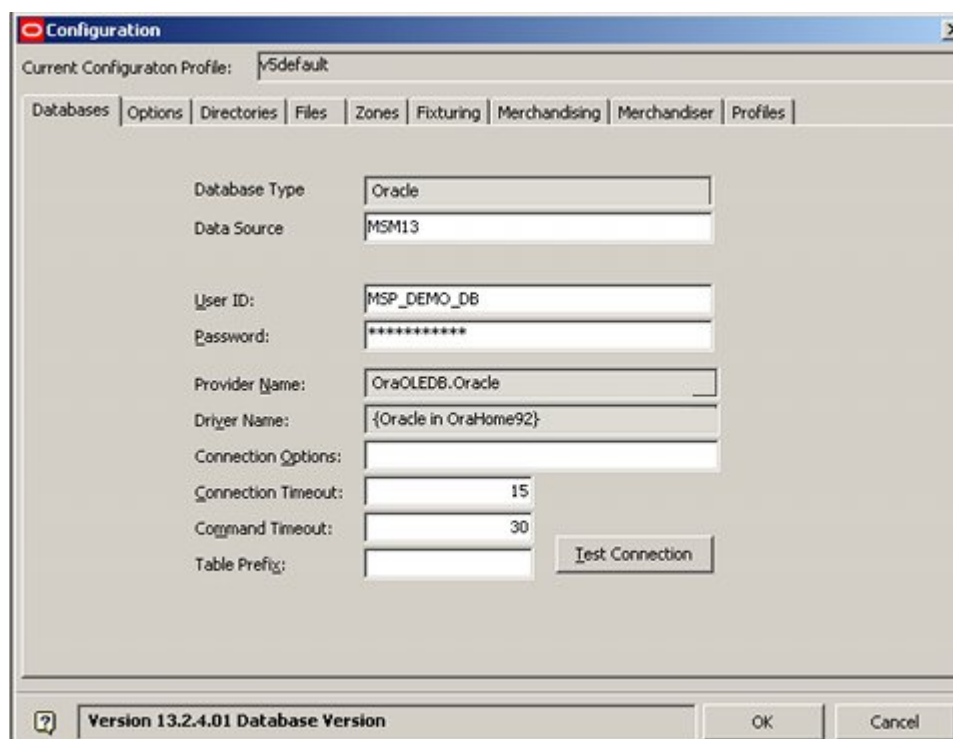 Configuration
Current Configuraton Profile: v5default
Databases Options Directories Files Zones Fixturing Merchandising Merchandiser Profiles
Database Type Oracle
Data Source MSM13
User ID: MSP_DEMO_DB
Password: ***********
Provider Name: OraOLEDB.Oracle
Driver Name: {Oracle in OraHome92}
Connection Options:
Connection Timeout: 15
Command Timeout: 30
Table Prefix: Test Connection
Version 13.2.4.01 Database Version OK Cancel